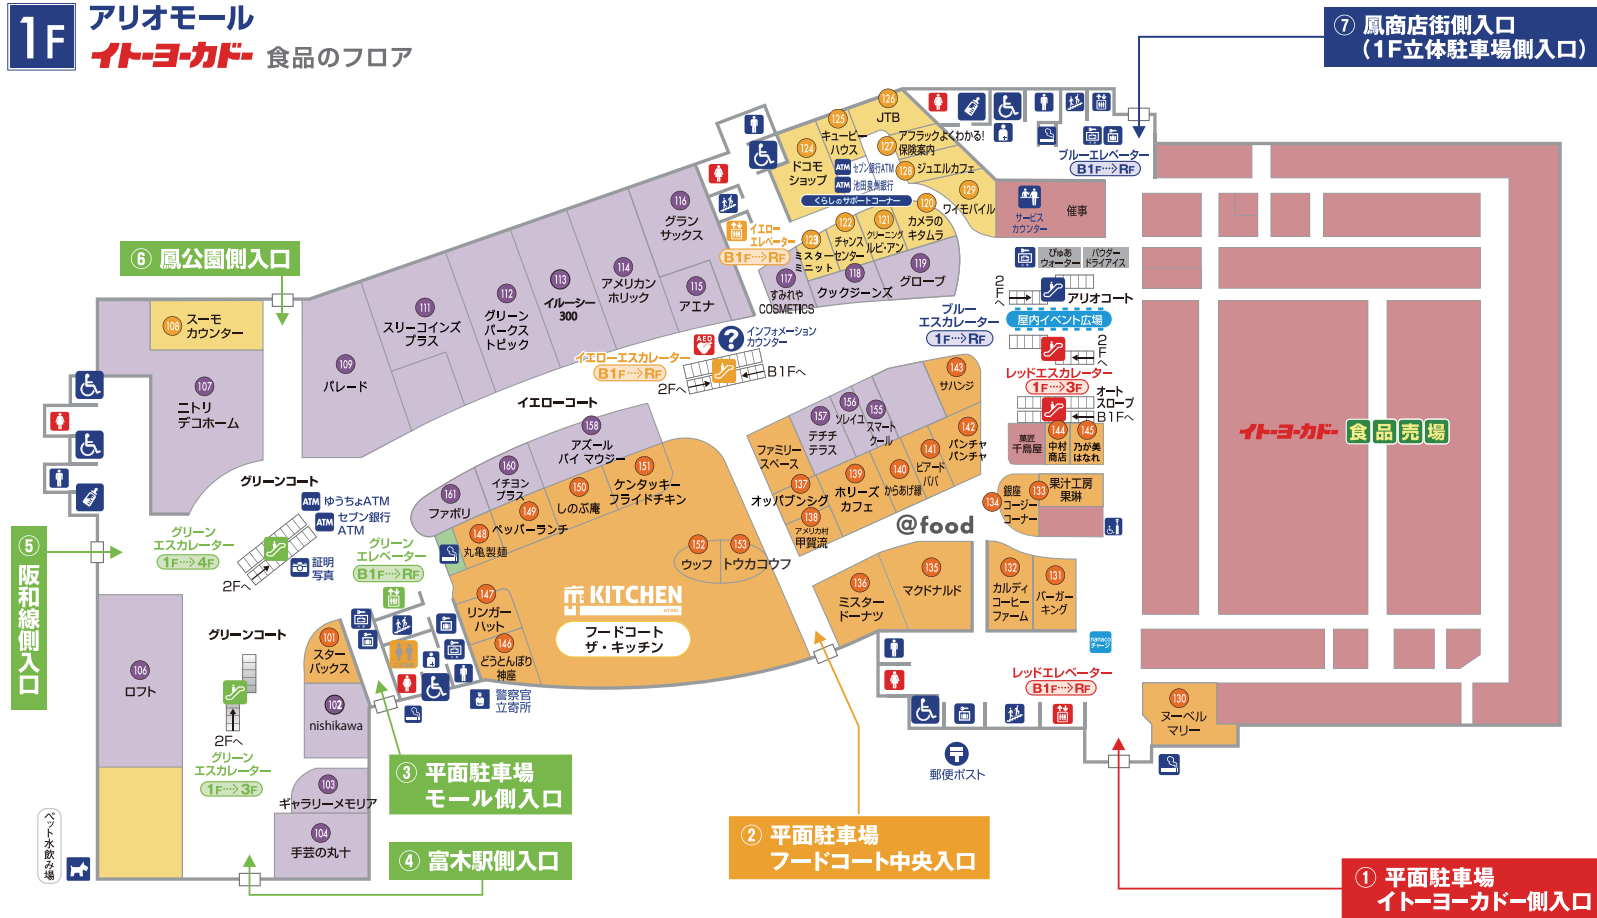 1F
アリオモール
イトーヨーカドー 食品のフロア
⑦ 鳳商店街側入口
(1F立体駐車場側入口)
126
JTB
125
キューピー
ハウス
124
ドコモ
ショップ
127
アフラックよくわかる!
保険案内
ATM セブン銀行ATM
ATM 池田泉州銀行
128
ジュエルカフェ
くらしのサポートコーナー
129
ワイモバイル
120
カメラの
キタムラ
121
クリーニング
ルビ・アン
122
チャンス
センター
123
ミスター
ミニット
ブルーエレベーター
B1F→RF
サービス
カウンター
催事
ぴゅあ
ウォーター
パウダー
ドライアイス
2Fへ
アリオコート
屋内イベント広場
ブルー
エスカレーター
1F→RF
2Fへ
レッドエスカレーター
1F→3F
オート
スロープ
B1Fへ
116
グラン
サックス
イエロー
エレベーター
B1F→RF
117
すみれや
COSMETICS
118
クックジーンズ
119
グローブ
115
アエナ
114
アメリカン
ホリック
113
イルーシー
300
112
グリーン
パークス
トピック
111
スリーコインズ
プラス
109
パレード
⑥ 鳳公園側入口
108
スーモ
カウンター
107
ニトリ
デコホーム
AED
?
インフォメーション
カウンター
イエローエスカレーター
B1F→RF
2Fへ
B1Fへ
イエローコート
グリーンコート
ATM ゆうちょATM
ATM セブン銀行
ATM
証明
写真
グリーン
エスカレーター
1F→4F
2Fへ
グリーン
エレベーター
B1F→RF
⑤ 阪和線側入口
158
アズール
バイ マウジー
160
イチヨン
プラス
161
ファボリ
151
ケンタッキー
フライドチキン
150
しのぶ庵
149
ペッパーランチ
148
丸亀製麺
152
ウッフ
153
トウカコウフ
147
リンガー
ハット
146
どうとんぼり
神座
KITCHEN
フードコート
ザ・キッチン
警察官
立寄所
143
サハンジ
156
ソレイユ
155
スマート
クール
157
テチチ
テラス
ファミリー
スペース
142
パンチャ
パンチャ
141
ビアード
パパ
140
からあげ縁
139
ホリーズ
カフェ
137
オッパブンシグ
138
アメリカ村
甲賀流
@food
菓匠
千鳥屋
144
中村
商店
145
乃が美
はなれ
133
果汁工房
果琳
134
銀座
コージー
コーナー
136
ミスター
ドーナツ
135
マクドナルド
132
カルディ
コーヒー
ファーム
131
バーガー
キング
nanaco
チャージ
レッドエレベーター
B1F→RF
郵便ポスト
130
ヌーベル
マリー
イトーヨーカドー 食品売場
グリーンコート
106
ロフト
101
スター
バックス
102
nishikawa
103
ギャラリーメモリア
104
手芸の丸十
2Fへ
グリーン
エスカレーター
1F→3F
ペット水飲み場
③ 平面駐車場
モール側入口
④ 富木駅側入口
② 平面駐車場
フードコート中央入口
① 平面駐車場
イトーヨーカドー側入口